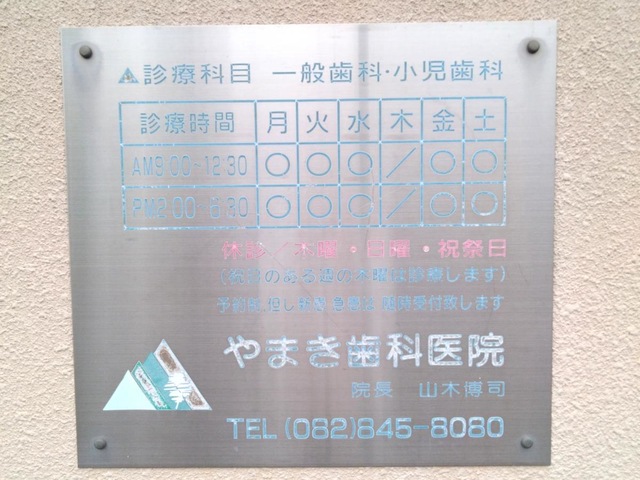 診療科目 一般歯科・小児歯科
診療時間 月 火 水 木 金 土
AM9:00~12:30 ○ ○ ○ / ○ ○
PM2:00~6:30 ○ ○ ○ / ○ ○
休診/木曜・日曜・祝祭日
(祝日のある週の木曜は診療します)
予約制 但し新患・急患は随時受付致します
やまき歯科医院
院長 山木博司
TEL(082)845-8080